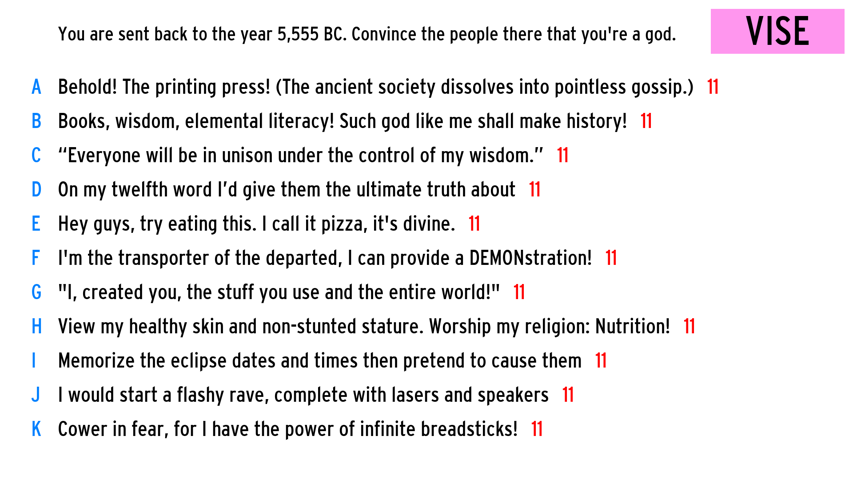 You are sent back to the year 5,555 BC. Convince the people there that you're a god.
VISE
A Behold! The printing press! (The ancient society dissolves into pointless gossip.) 11
B Books, wisdom, elemental literacy! Such god like me shall make history! 11
C “Everyone will be in unison under the control of my wisdom.” 11
D On my twelfth word I’d give them the ultimate truth about 11
E Hey guys, try eating this. I call it pizza, it's divine. 11
F I'm the transporter of the departed, I can provide a DEMONstration! 11
G "I, created you, the stuff you use and the entire world!" 11
H View my healthy skin and non-stunted stature. Worship my religion: Nutrition! 11
I Memorize the eclipse dates and times then pretend to cause them 11
J I would start a flashy rave, complete with lasers and speakers 11
K Cower in fear, for I have the power of infinite breadsticks! 11